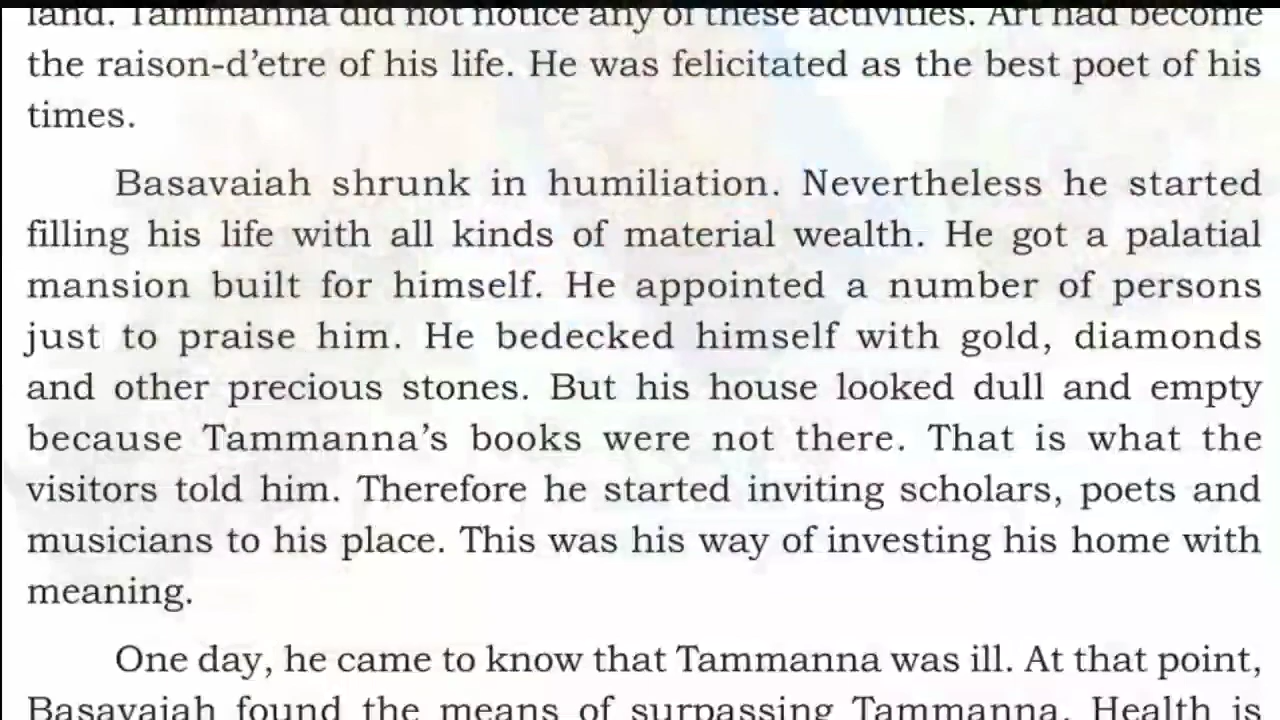 land. Tammanna did not notice any of these activities. Art had become
the raison-d'etre of his life. He was felicitated as the best poet of his
times.
Basavaiah shrunk in humiliation. Nevertheless he started
filling his life with all kinds of material wealth. He got a palatial
mansion built for himself. He appointed a number of persons
just to praise him. He bedecked himself with gold, diamonds
and other precious stones. But his house looked dull and empty
because Tammanna's books were not there. That is what the
visitors told him. Therefore he started inviting scholars, poets and
musicians to his place. This was his way of investing his home with
meaning.
One day, he came to know that Tammanna was ill. At that point,
Basavaiah found the means of surpassing Tammanna. Health is